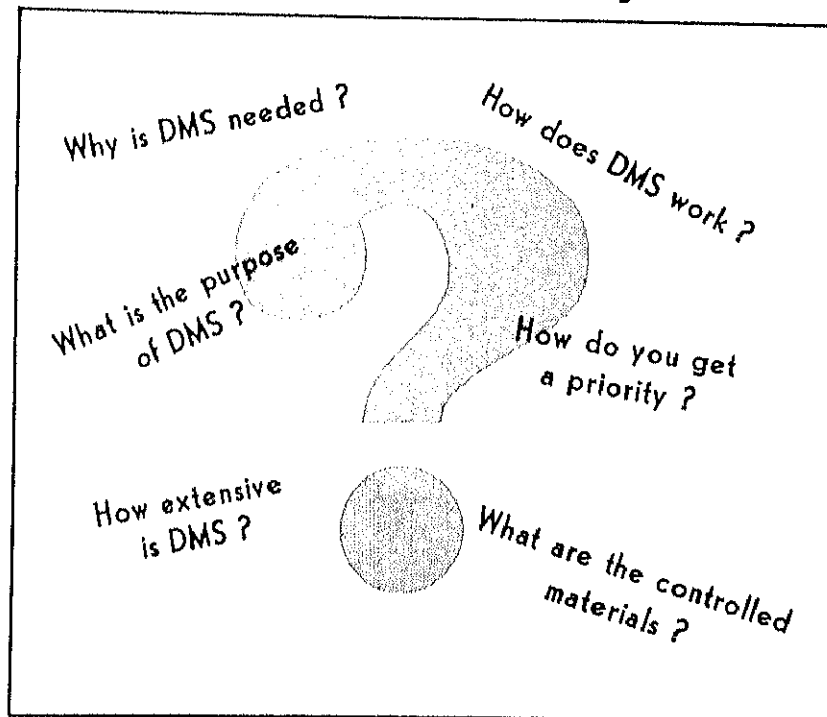 Why is DMS needed ?
How does DMS work ?
What is the purpose
of DMS ?
How do you get
a priority ?
How extensive
is DMS ?
What are the controlled
materials ?